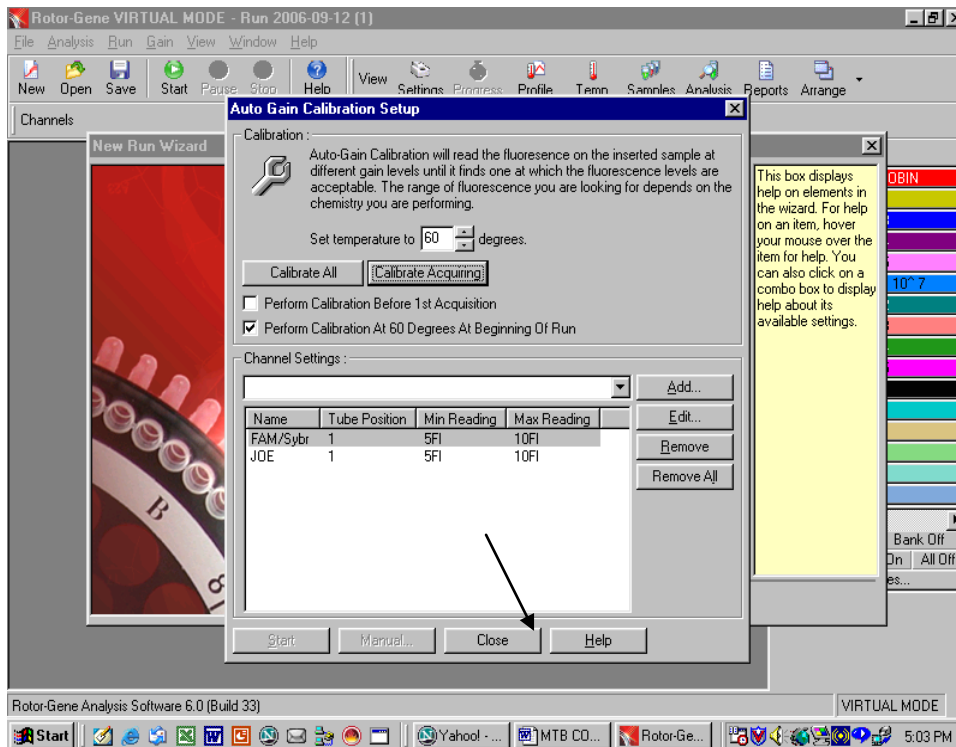 Rotor-Gene VIRTUAL MODE - Run 2006-09-12 (1)
File Analysis Run Gain View Window Help
New Open Save Start Pause Stop Help View Settings Progress Profile Temp Samples Analysis Reports Arrange
Channels
Auto Gain Calibration Setup
New Run Wizard
Calibration :
Auto-Gain Calibration will read the fluoresence on the inserted sample at
different gain levels until it finds one at which the fluorescence levels are
acceptable. The range of fluorescence you are looking for depends on the
chemistry you are performing.
Set temperature to 60 degrees.
Calibrate All Calibrate Acquiring
Perform Calibration Before 1st Acquisition
Perform Calibration At 60 Degrees At Beginning Of Run
Channel Settings :
Add...
Name Tube Position Min Reading Max Reading
Edit...
FAM/Sybr 1 5Fl 10Fl
JOE 1 5Fl 10Fl
Remove
Remove All
Start Manual... Close Help
This box displays
help on elements in
the wizard. For help
on an item, hover
your mouse over the
item for help. You
can also click on a
combo box to display
help about its
available settings.
OBIN
10^7
Bank Off
On All Off
es...
B
8
Rotor-Gene Analysis Software 6.0 (Build 33)
VIRTUAL MODE
Start Yahoo! - ... MTB CO... Rotor-Ge... 5:03 PM